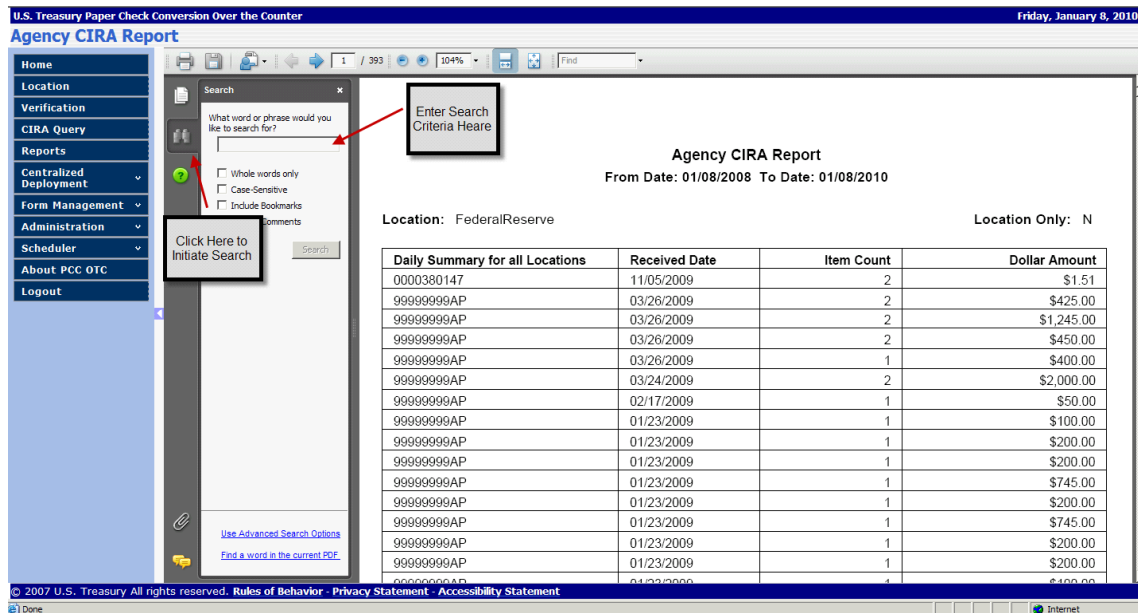 U.S. Treasury Paper Check Conversion Over the Counter
Friday, January 8, 2010
Agency CIRA Report
Home
Location
Verification
CIRA Query
Reports
Centralized
Deployment
Form Management
Administration
Scheduler
About PCC OTC
Logout
1 / 393
104%
Find
Search
What word or phrase would you
like to search for?
Whole words only
Case-Sensitive
Include Bookmarks
Comments
Search
Use Advanced Search Options
Find a word in the current PDF
Enter Search
Criteria Heare
Click Here to
Initiate Search
Agency CIRA Report
From Date: 01/08/2008 To Date: 01/08/2010
Location: FederalReserve
Location Only: N
Daily Summary for all Locations Received Date Item Count Dollar Amount
0000380147 11/05/2009 2 $1.51
99999999AP 03/26/2009 2 $425.00
99999999AP 03/26/2009 2 $1,245.00
99999999AP 03/26/2009 2 $450.00
99999999AP 03/26/2009 1 $400.00
99999999AP 03/24/2009 2 $2,000.00
99999999AP 02/17/2009 1 $50.00
99999999AP 01/23/2009 1 $100.00
99999999AP 01/23/2009 1 $200.00
99999999AP 01/23/2009 1 $200.00
99999999AP 01/23/2009 1 $745.00
99999999AP 01/23/2009 1 $200.00
99999999AP 01/23/2009 1 $745.00
99999999AP 01/23/2009 1 $200.00
99999999AP 01/23/2009 1 $200.00
© 2007 U.S. Treasury All rights reserved. Rules of Behavior - Privacy Statement - Accessibility Statement
Done
Internet